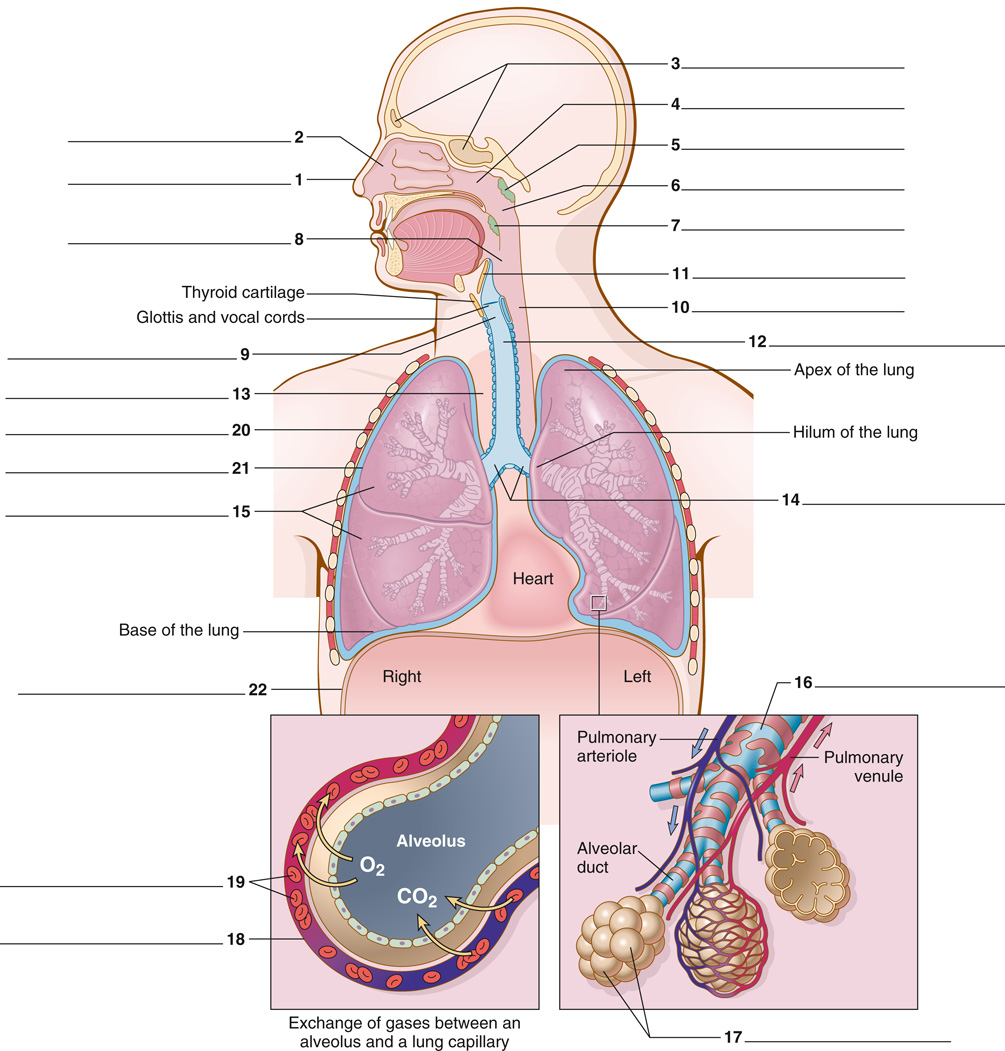 3
4
2
5
1
6
7
8
11
Thyroid cartilage
10
Glottis and vocal cords
12
9
Apex of the lung
13
20
Hilum of the lung
21
14
15
Heart
Base of the lung
Right
Left
22
16
Pulmonary
arteriole
Pulmonary
venule
Alveolus
O2
Alveolar
duct
CO2
19
18
Exchange of gases between an
alveolus and a lung capillary
17